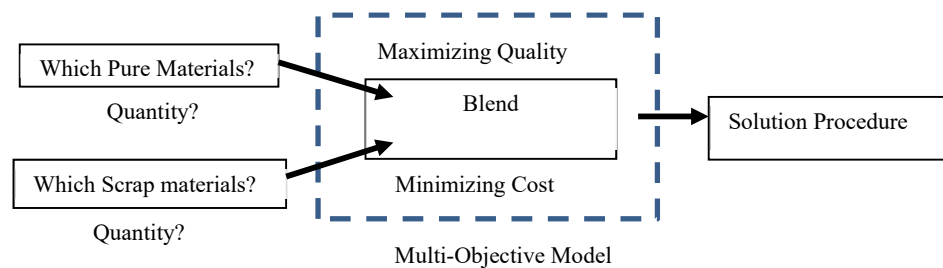 Which Pure Materials?
Quantity?
Which Scrap materials?
Quantity?
Maximizing Quality
Blend
Minimizing Cost
Multi-Objective Model
Solution Procedure